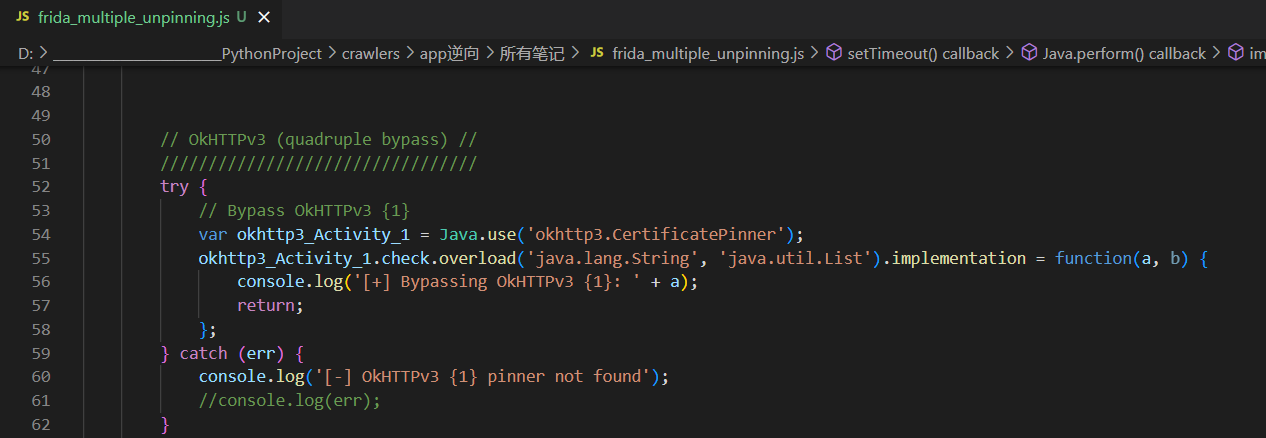 JS frida_multiple_unpinning.js U ×
D: > ______________________PythonProject > crawlers > app逆向 > 所有笔记 > JS frida_multiple_unpinning.js > setTimeout() callback > Java.perform() callback > im
47
48
49
50 // OkHTTPv3 (quadruple bypass) //
51 /////////////////////////////////
52 try {
53 // Bypass OkHTTPv3 {1}
54 var okhttp3_Activity_1 = Java.use('okhttp3.CertificatePinner');
55 okhttp3_Activity_1.check.overload('java.lang.String', 'java.util.List').implementation = function(a, b) {
56 console.log('[+] Bypassing OkHTTPv3 {1}: ' + a);
57 return;
58 };
59 } catch (err) {
60 console.log('[-] OkHTTPv3 {1} pinner not found');
61 //console.log(err);
62 }